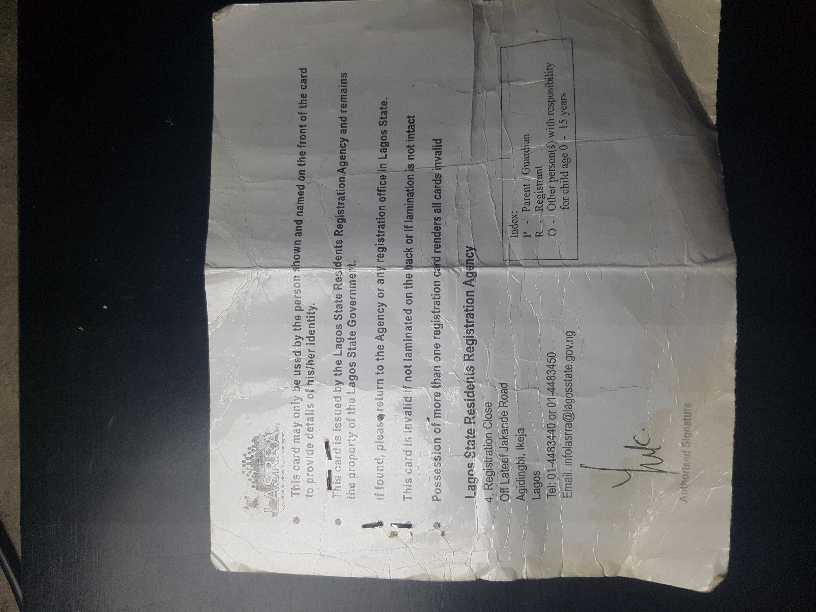 LASRRA
This card may only be used by the person shown and named on the front of the card
to provide details of his/her identity.
This card is issued by the Lagos State Residents Registration Agency and remains
the property of the Lagos State Government.
If found, please return to the Agency or any registration office in Lagos State.
This card is invalid if not laminated on the back or if lamination is not intact
Possession of more than one registration card renders all cards invalid
Lagos State Residents Registration Agency
4, Registration Close
Off Lateef Jakande Road
Agidingbi, Ikeja
Lagos
Tel: 01-4483440 or 01-4483450
Email: infolasrra@lagosstate.gov.ng
Index:
P - Parent / Guardian
R - Registrant
O - Other person(s) with resposibility
for child age 0 - 15 years
Authorised Signature